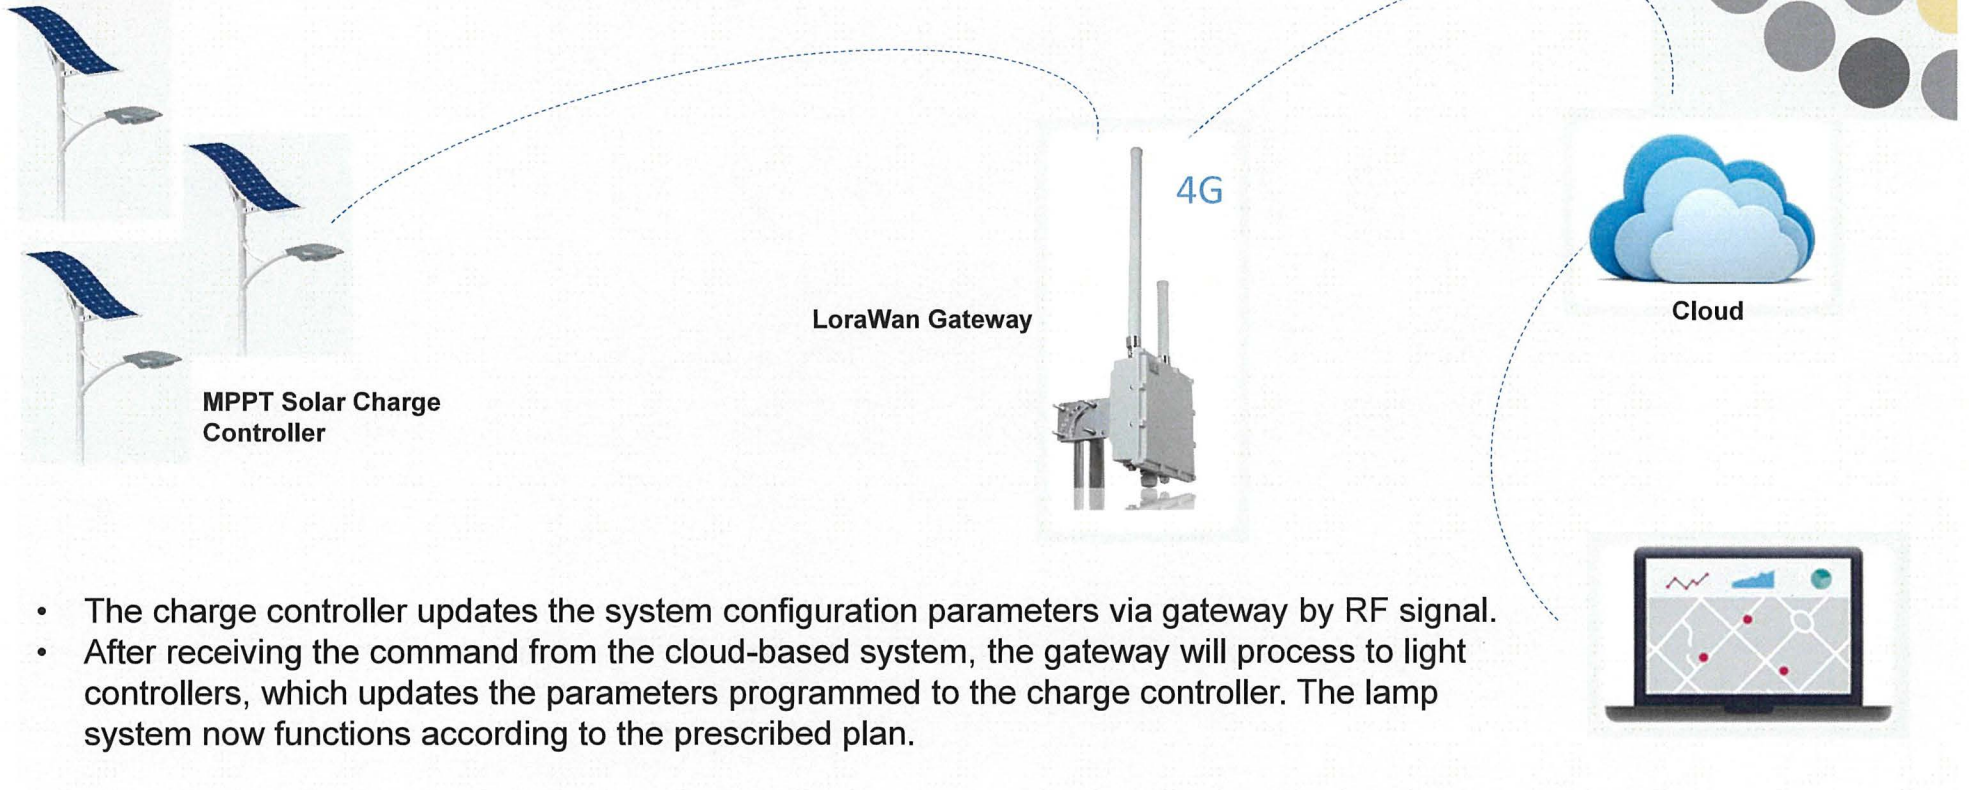 4G
LoraWan Gateway
Cloud
MPPT Solar Charge
Controller
• The charge controller updates the system configuration parameters via gateway by RF signal.
• After receiving the command from the cloud-based system, the gateway will process to light
controllers, which updates the parameters programmed to the charge controller. The lamp
system now functions according to the prescribed plan.